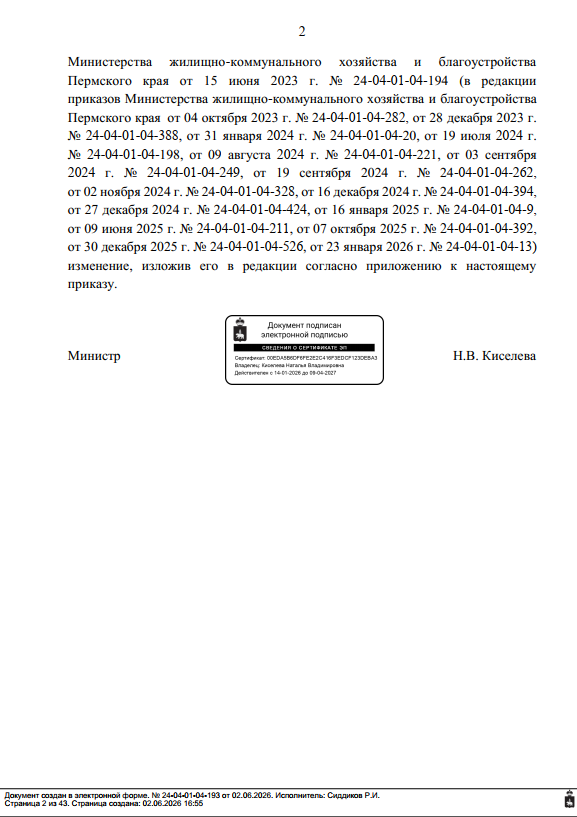 2
Министерства жилищно-коммунального хозяйства и благоустройства
Пермского края от 15 июня 2023 г. № 24-04-01-04-194 (в редакции
приказов Министерства жилищно-коммунального хозяйства и благоустройства
Пермского края от 04 октября 2023 г. № 24-04-01-04-282, от 28 декабря 2023 г.
№ 24-04-01-04-388, от 31 января 2024 г. № 24-04-01-04-20, от 19 июля 2024 г.
№ 24-04-01-04-198, от 09 августа 2024 г. № 24-04-01-04-221, от 03 сентября
2024 г. № 24-04-01-04-249, от 19 сентября 2024 г. № 24-04-01-04-262,
от 02 ноября 2024 г. № 24-04-01-04-328, от 16 декабря 2024 г. № 24-04-01-04-394,
от 27 декабря 2024 г. № 24-04-01-04-424, от 16 января 2025 г. № 24-04-01-04-9,
от 09 июня 2025 г. № 24-04-01-04-211, от 07 октября 2025 г. № 24-04-01-04-392,
от 30 декабря 2025 г. № 24-04-01-04-526, от 23 января 2026 г. № 24-04-01-04-13)
изменение, изложив его в редакции согласно приложению к настоящему
приказу.
Документ подписан
электронной подписью
СВЕДЕНИЯ О СЕРТИФИКАТЕ ЭП
Сертификат: 00EDA5B6DF6FE2E2C416F3EDCF123DEBA3
Владелец: Киселева Наталья Владимировна
Действителен с 14-01-2026 до 09-04-2027
Министр Н.В. Киселева
Документ создан в электронной форме. № 24-04-01-04-193 от 02.06.2026. Исполнитель: Сиддиков Р.И.
Страница 2 из 43. Страница создана: 02.06.2026 16:55